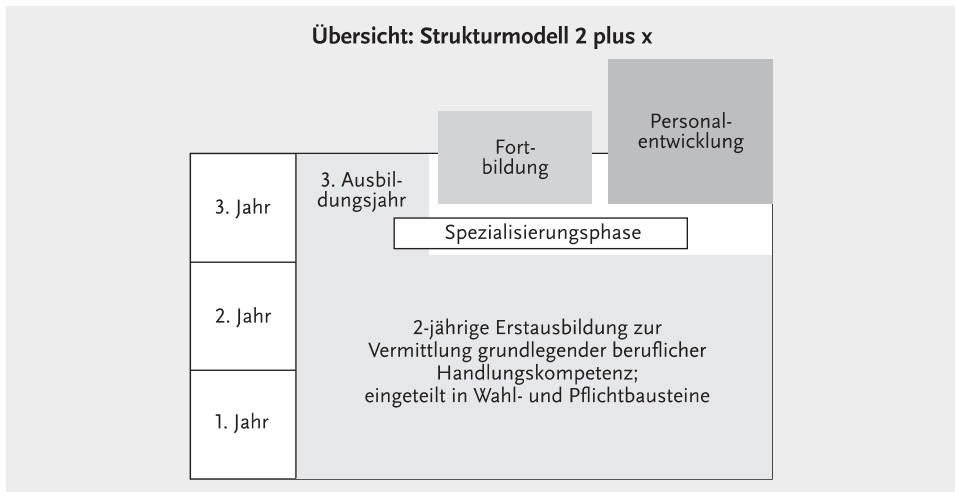 Übersicht: Strukturmodell 2 plus x
Personal-
entwicklung
Fort-
bildung
3. Ausbil-
dungsjahr
3. Jahr
Spezialisierungsphase
2. Jahr
2-jährige Erstausbildung zur
Vermittlung grundlegender beruflicher
Handlungskompetenz;
eingeteilt in Wahl- und Pflichtbausteine
1. Jahr